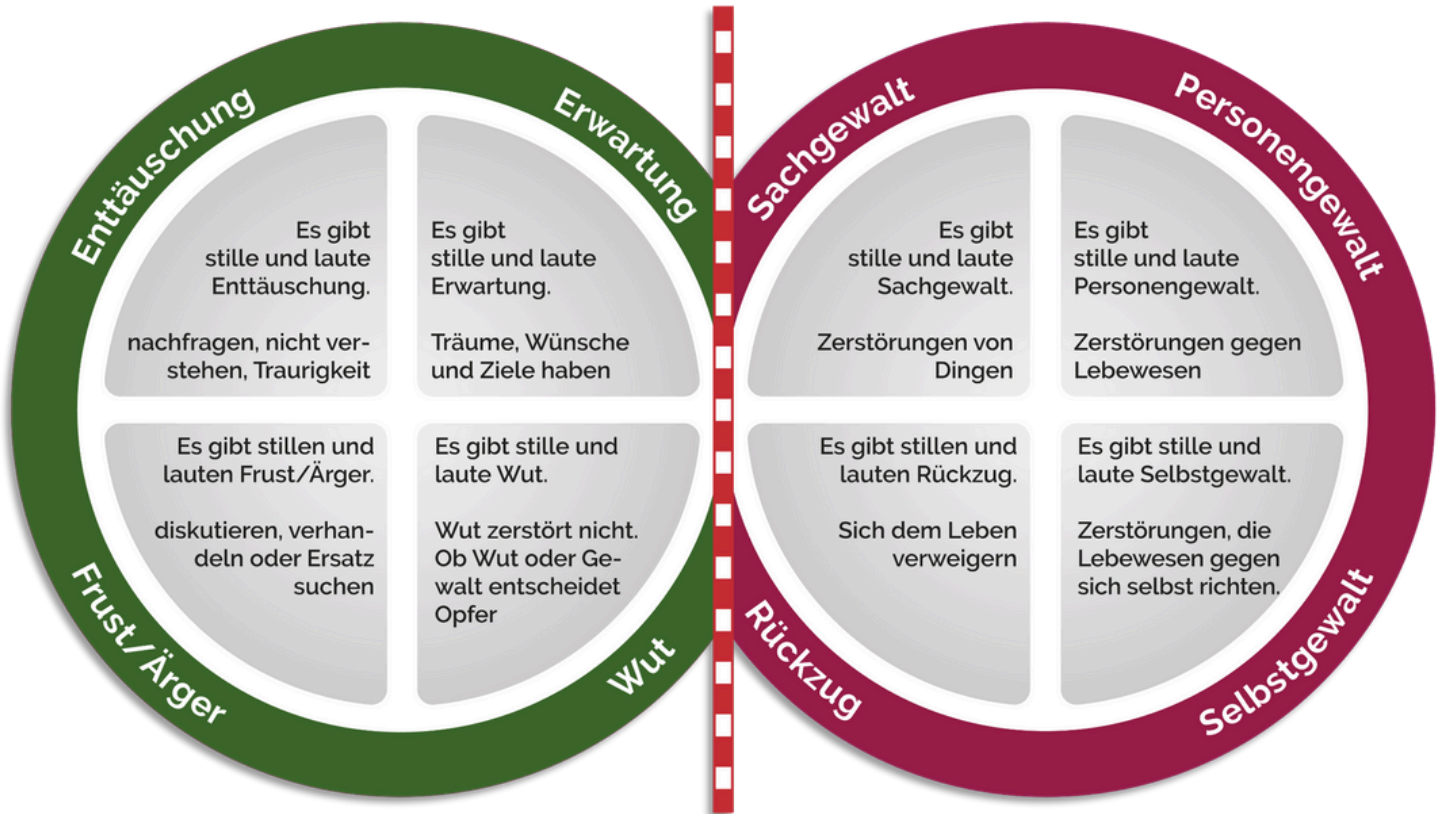 Enttäuschung
Es gibt
stille und laute
Enttäuschung.
nachfragen, nicht ver-
stehen, Traurigkeit
Erwartung
Es gibt
stille und laute
Erwartung.
Träume, Wünsche
und Ziele haben
Frust/Ärger
Es gibt stillen und
lauten Frust/Ärger.
diskutieren, verhan-
deln oder Ersatz
suchen
Wut
Es gibt stille und
laute Wut.
Wut zerstört nicht.
Ob Wut oder Ge-
walt entscheidet
Opfer
Sachgewalt
Es gibt
stille und laute
Sachgewalt.
Zerstörungen von
Dingen
Personengewalt
Es gibt
stille und laute
Personengewalt.
Zerstörungen gegen
Lebewesen
Rückzug
Es gibt stillen und
lauten Rückzug.
Sich dem Leben
verweigern
Selbstgewalt
Es gibt stille und
laute Selbstgewalt.
Zerstörungen, die
Lebewesen gegen
sich selbst richten.